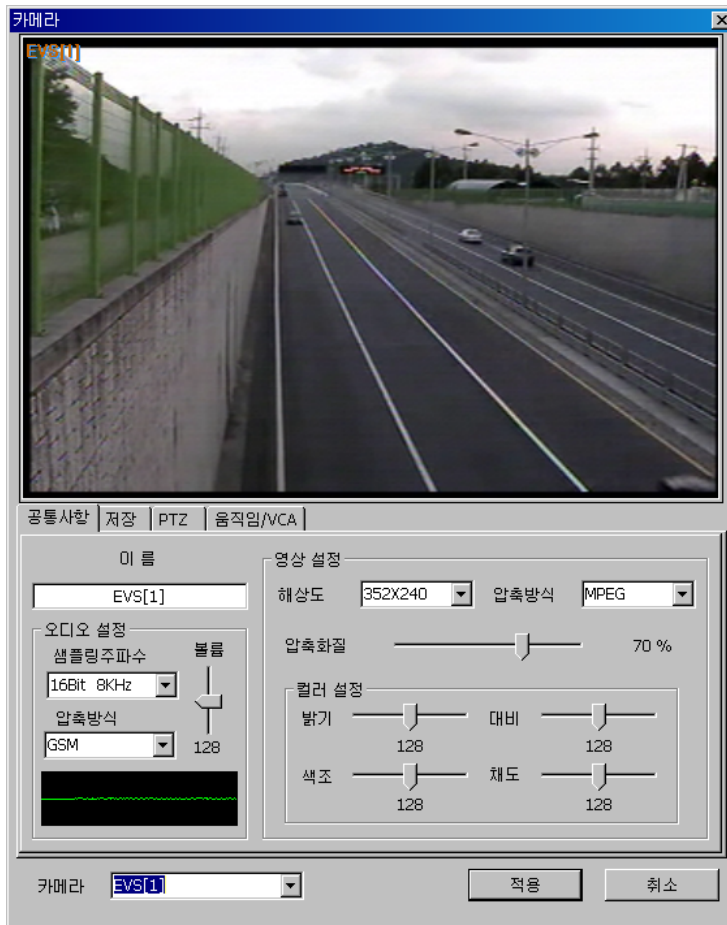 카메라
EVS[1]
공통사항 저장 PTZ 움직임/VCA
이 름
EVS[1]
오디오 설정
샘플링주파수 볼륨
16Bit 8KHz
압축방식
GSM
128
영상 설정
해상도 352X240 압축방식 MPEG
압축화질 70 %
컬러 설정
밝기 128 대비 128
색조 128 채도 128
카메라 EVS[1] 적용 취소